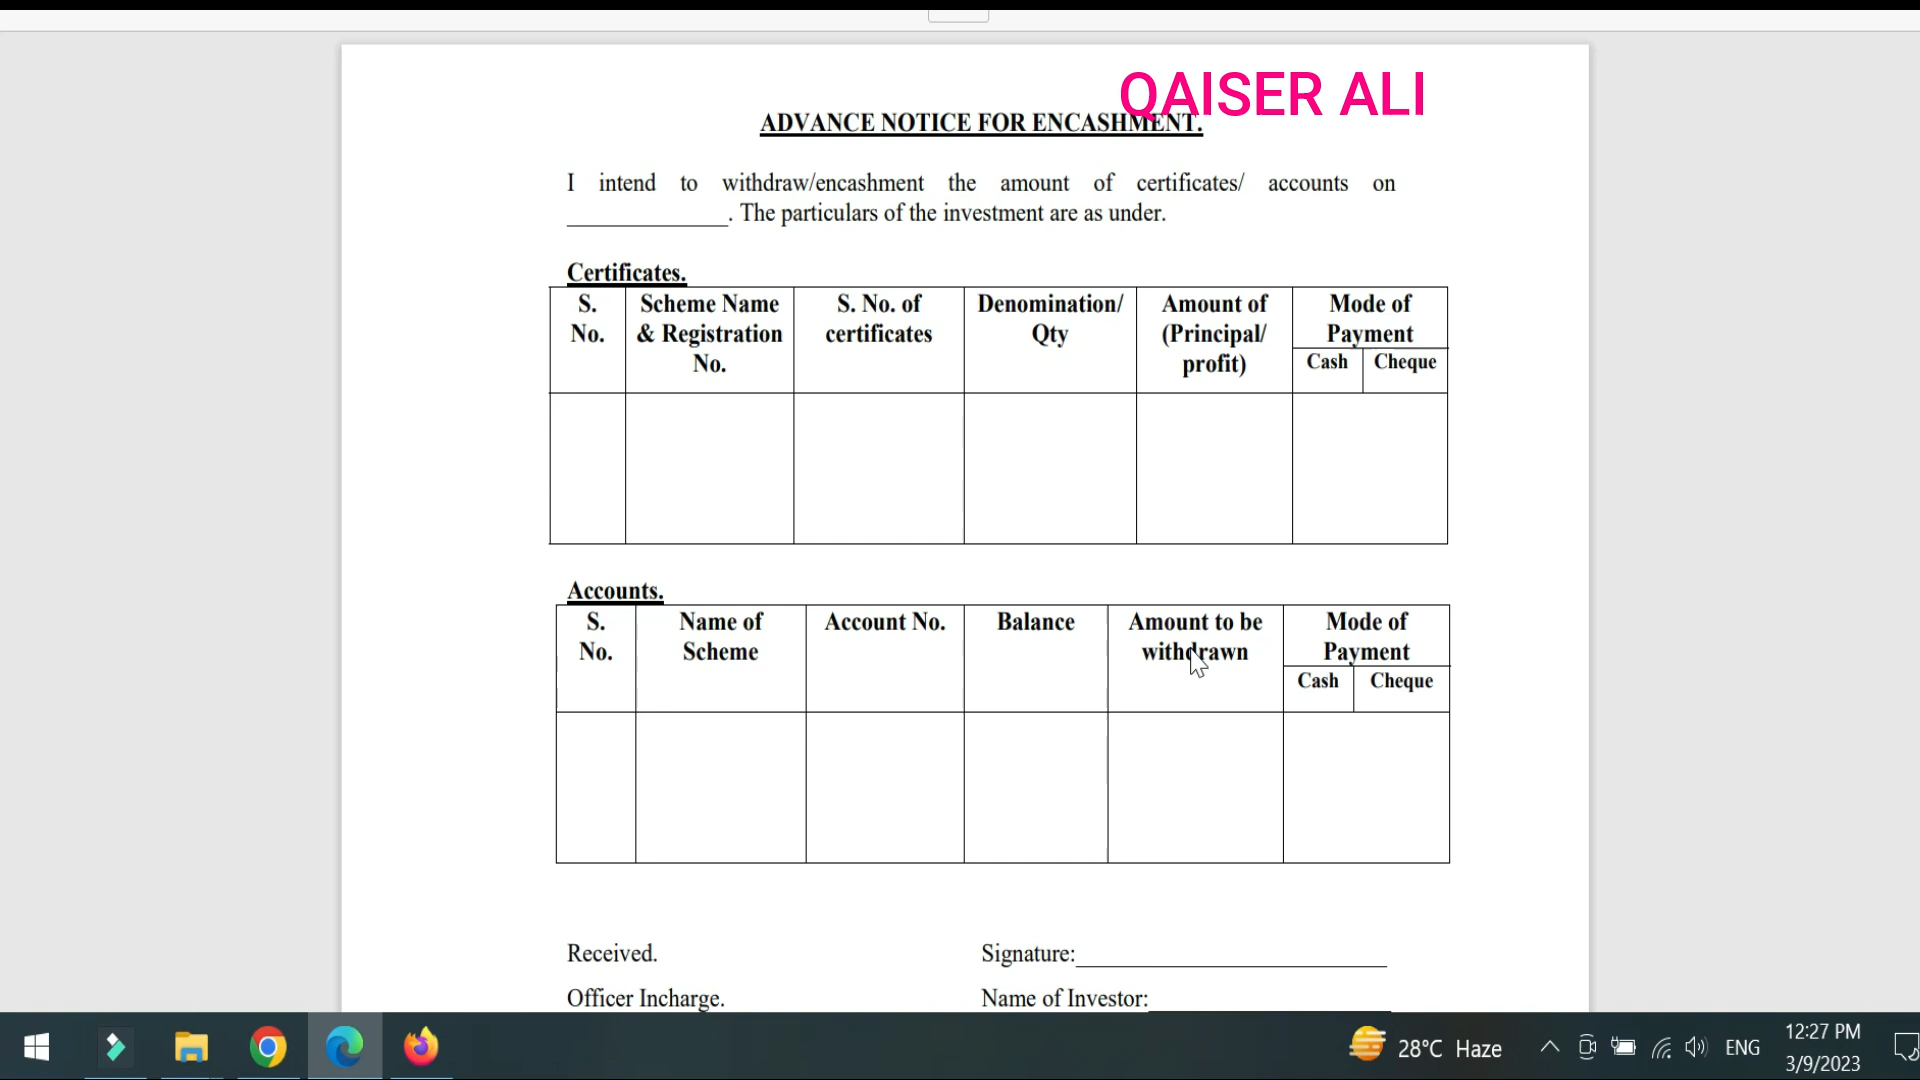 QAISER ALI
ADVANCE NOTICE FOR ENCASHMENT.
I intend to withdraw/encashment the amount of certificates/ accounts on
______________. The particulars of the investment are as under.
Certificates.
S. No.
Scheme Name & Registration No.
S. No. of certificates
Denomination/ Qty
Amount of (Principal/ profit)
Mode of Payment
Cash
Cheque
Accounts.
S. No.
Name of Scheme
Account No.
Balance
Amount to be withdrawn
Mode of Payment
Cash
Cheque
Received.
Signature:___________________________
Officer Incharge.
Name of Investor:_____________________
28°C Haze
ENG
12:27 PM
3/9/2023